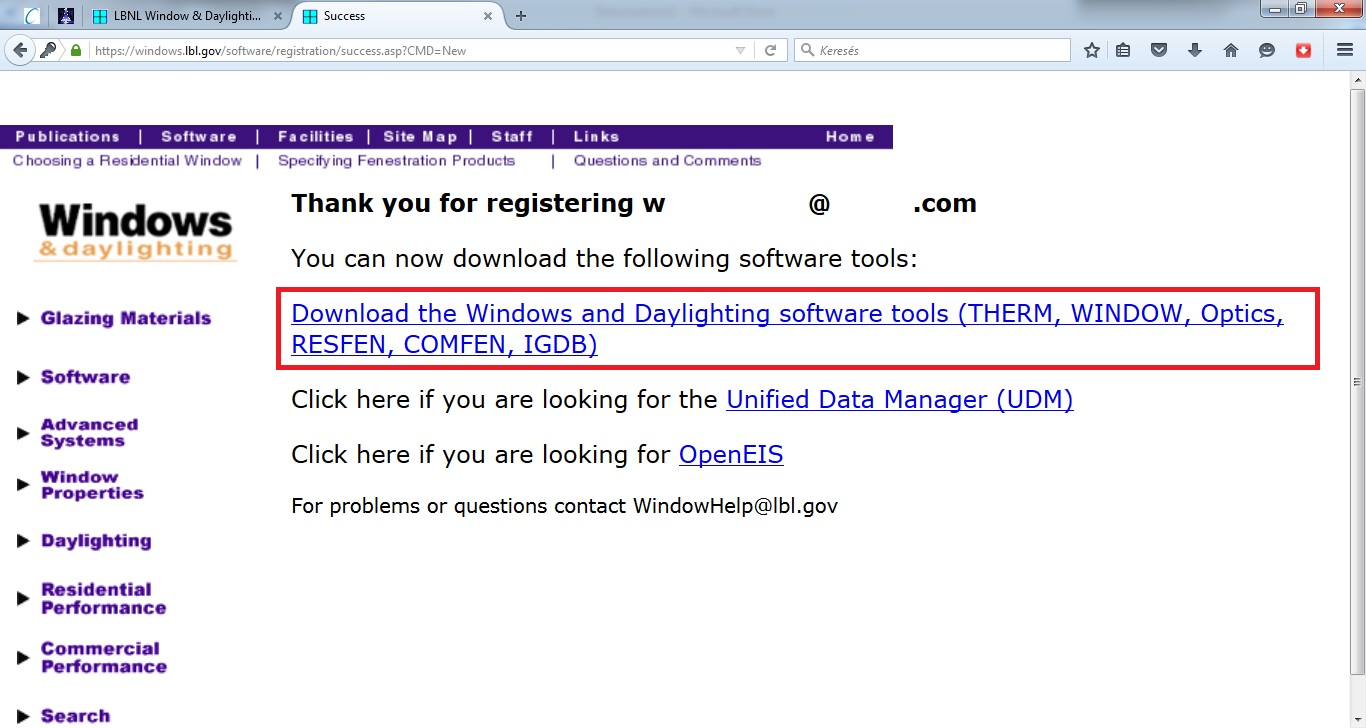 LBNL Window & Daylighti...
Success
https://windows.lbl.gov/software/registration/success.asp?CMD=New
Keresés
Publications | Software | Facilities | Site Map | Staff | Links Home
Choosing a Residential Window | Specifying Fenestration Products | Questions and Comments
Windows
& daylighting
Glazing Materials
Software
Advanced
Systems
Window
Properties
Daylighting
Residential
Performance
Commercial
Performance
Search
Thank you for registering w @ .com
You can now download the following software tools:
Download the Windows and Daylighting software tools (THERM, WINDOW, Optics,
RESFEN, COMFEN, IGDB)
Click here if you are looking for the Unified Data Manager (UDM)
Click here if you are looking for OpenEIS
For problems or questions contact WindowHelp@lbl.gov